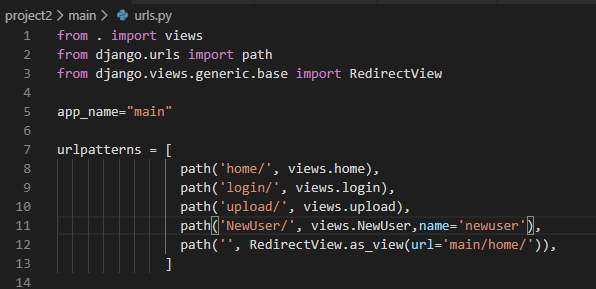 project2 > main > urls.py
1 from . import views
2 from django.urls import path
3 from django.views.generic.base import RedirectView
4
5 app_name="main"
6
7 urlpatterns = [
8 path('home/', views.home),
9 path('login/', views.login),
10 path('upload/', views.upload),
11 path('NewUser/', views.NewUser,name='newuser'),
12 path('', RedirectView.as_view(url='main/home/')),
13 ]
14